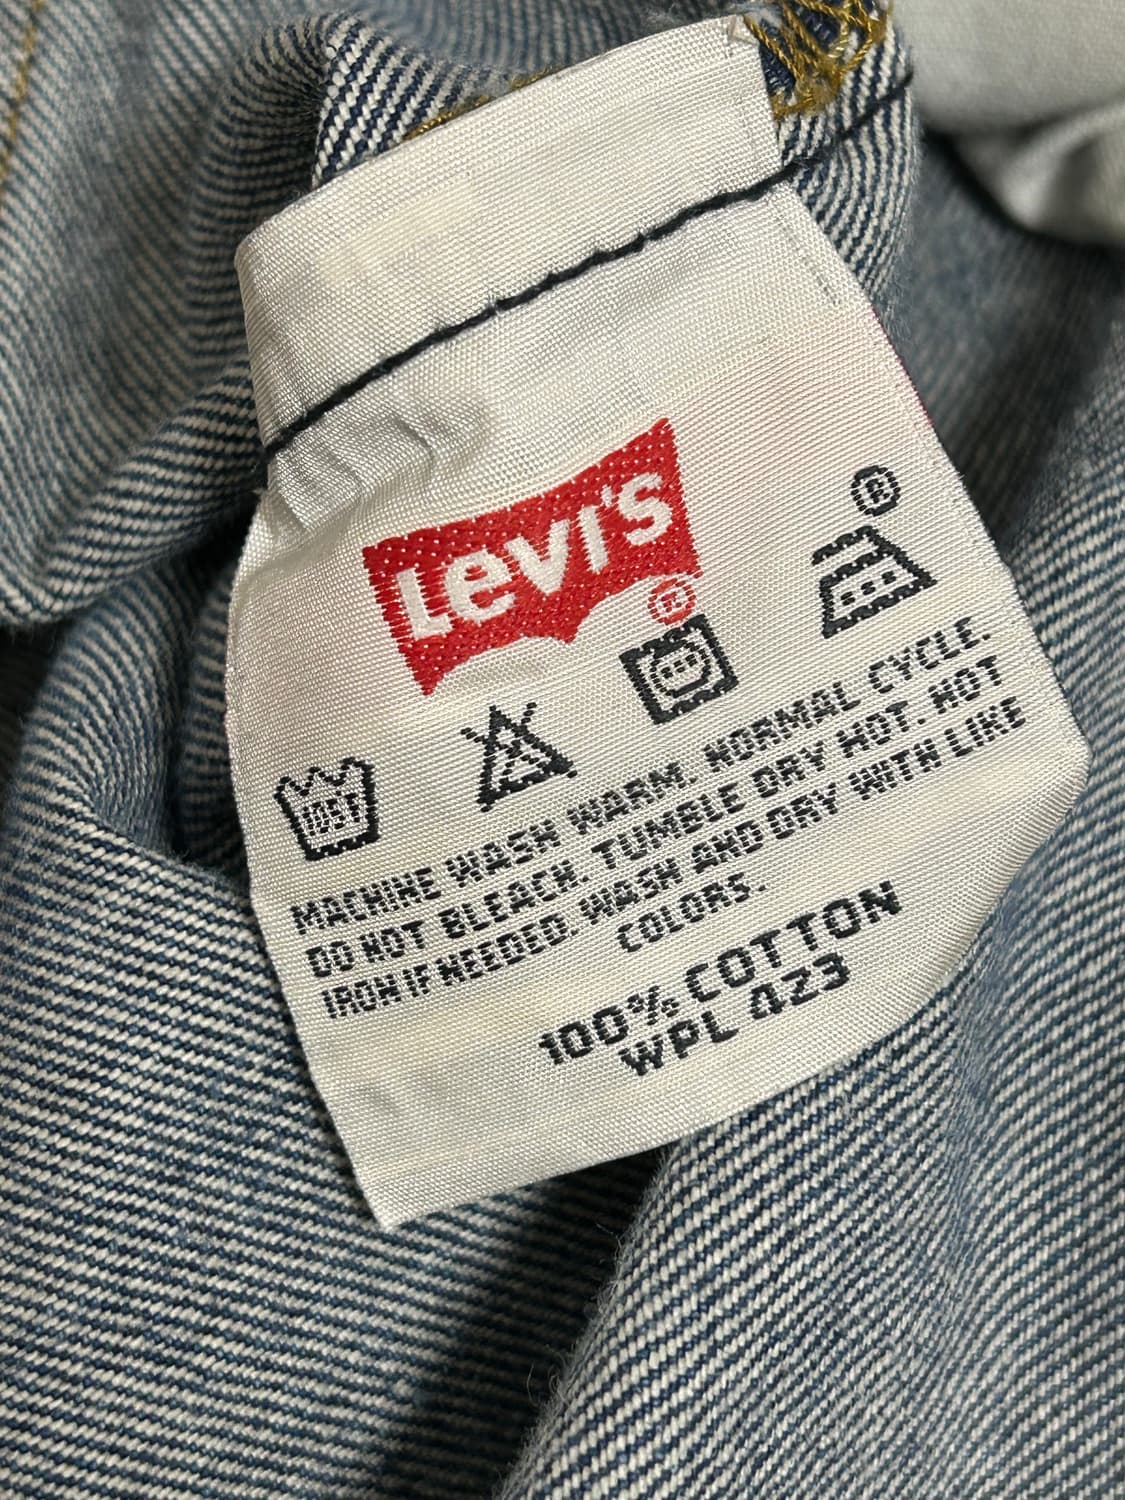 Levi's
®
®
105F
MACHINE WASH WARM. NORMAL CYCLE.
DO NOT BLEACH. TUMBLE DRY HOT. HOT
IRON IF NEEDED. WASH AND DRY WITH LIKE
COLORS.
100% COTTON
WPL 423